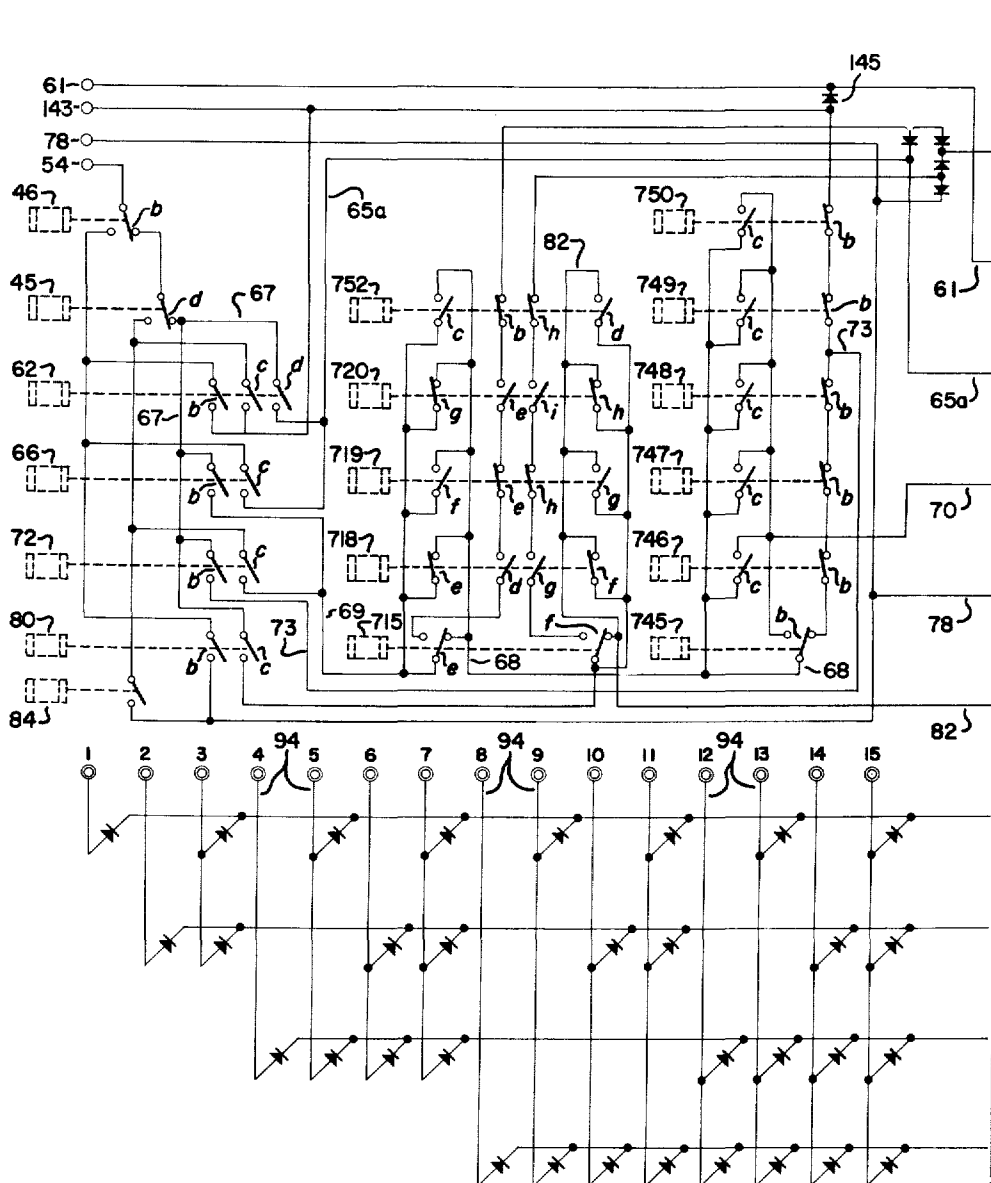 145
61
143
78
54
46 b 65a 750 c b
45 d 67 752 c b h 82 d 749 c b 61
73
62 b c d 720 g e i h 748 c b 65a
67
66 b c 719 f e h g 747 c b 70
72 b c 718 e d g f 746 c b 78
69
80 b c 73 715 e 68 f 745 b 68
84 82
94 94 94
1 2 3 4 5 6 7 8 9 10 11 12 13 14 15